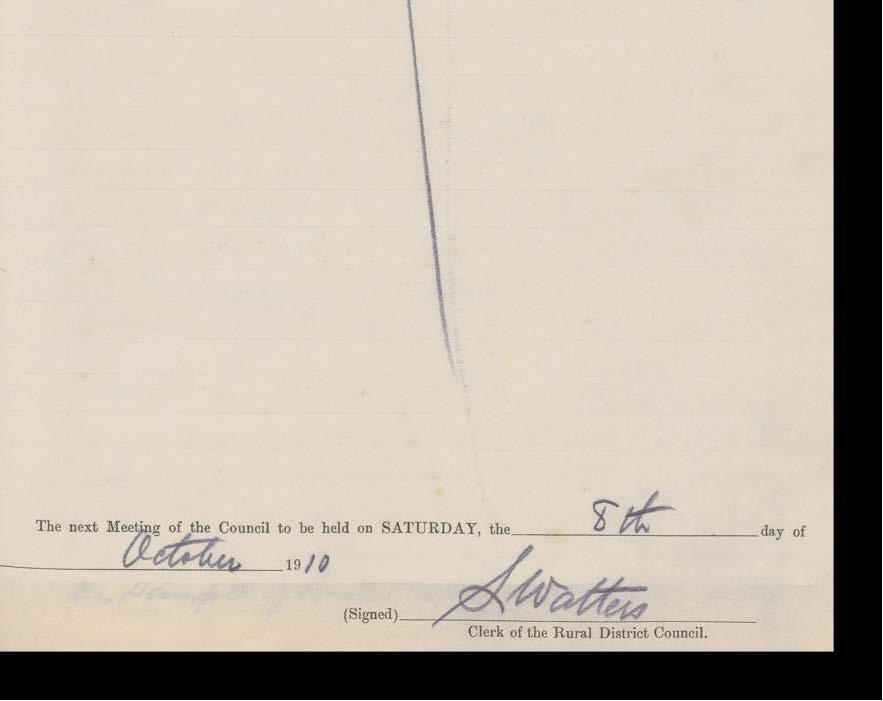 The next Meeting of the Council to be held on SATURDAY, the 8th day of
October 1910
(Signed) S Watters
Clerk of the Rural District Council.